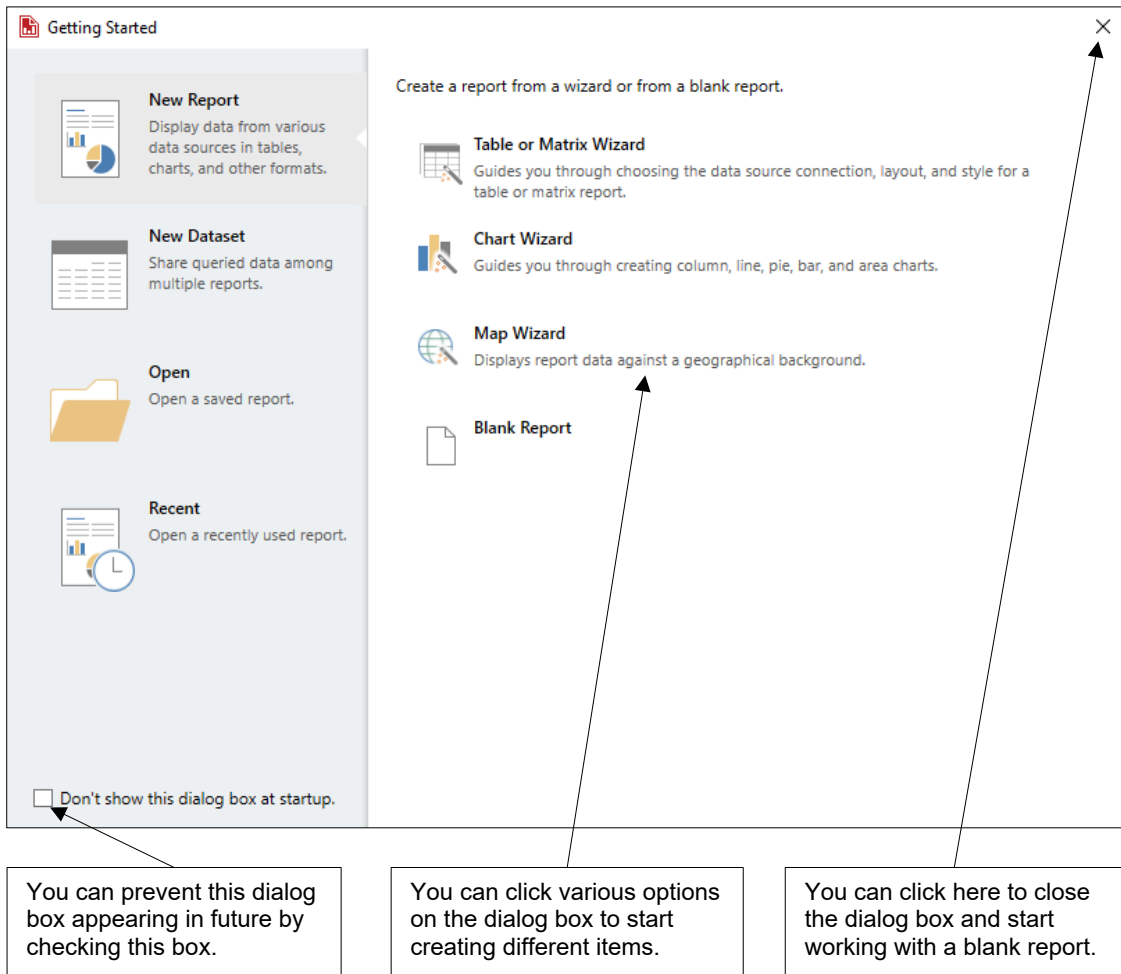 Getting Started
New Report
Display data from various
data sources in tables,
charts, and other formats.
New Dataset
Share queried data among
multiple reports.
Open
Open a saved report.
Recent
Open a recently used report.
Don't show this dialog box at startup.
Create a report from a wizard or from a blank report.
Table or Matrix Wizard
Guides you through choosing the data source connection, layout, and style for a
table or matrix report.
Chart Wizard
Guides you through creating column, line, pie, bar, and area charts.
Map Wizard
Displays report data against a geographical background.
Blank Report
You can prevent this dialog
box appearing in future by
checking this box.
You can click various options
on the dialog box to start
creating different items.
You can click here to close
the dialog box and start
working with a blank report.